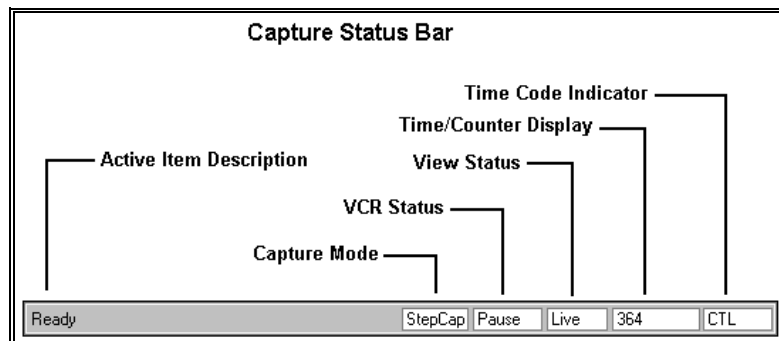 Capture Status Bar
Time Code Indicator
Time/Counter Display
Active Item Description
View Status
VCR Status
Capture Mode
Ready
StepCap
Pause
Live
364
CTL